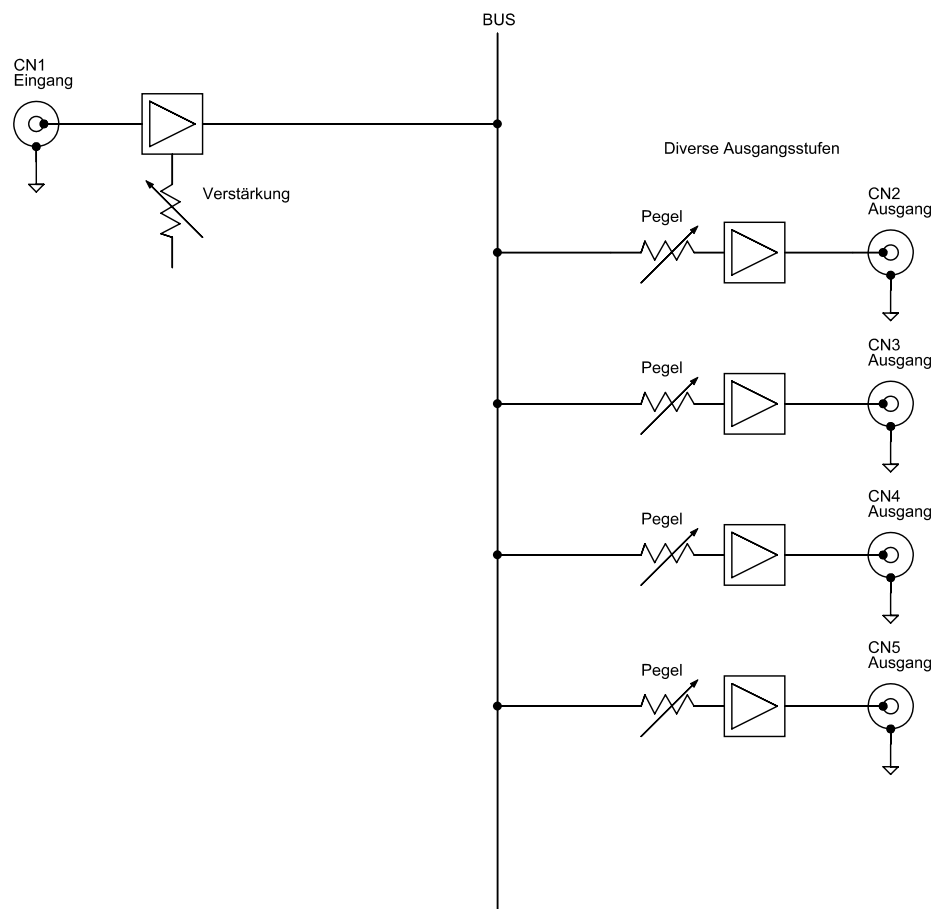 BUS
CN1
Eingang
Diverse Ausgangsstufen
Verstärkung
CN2
Ausgang
Pegel
CN3
Ausgang
Pegel
CN4
Ausgang
Pegel
CN5
Ausgang
Pegel